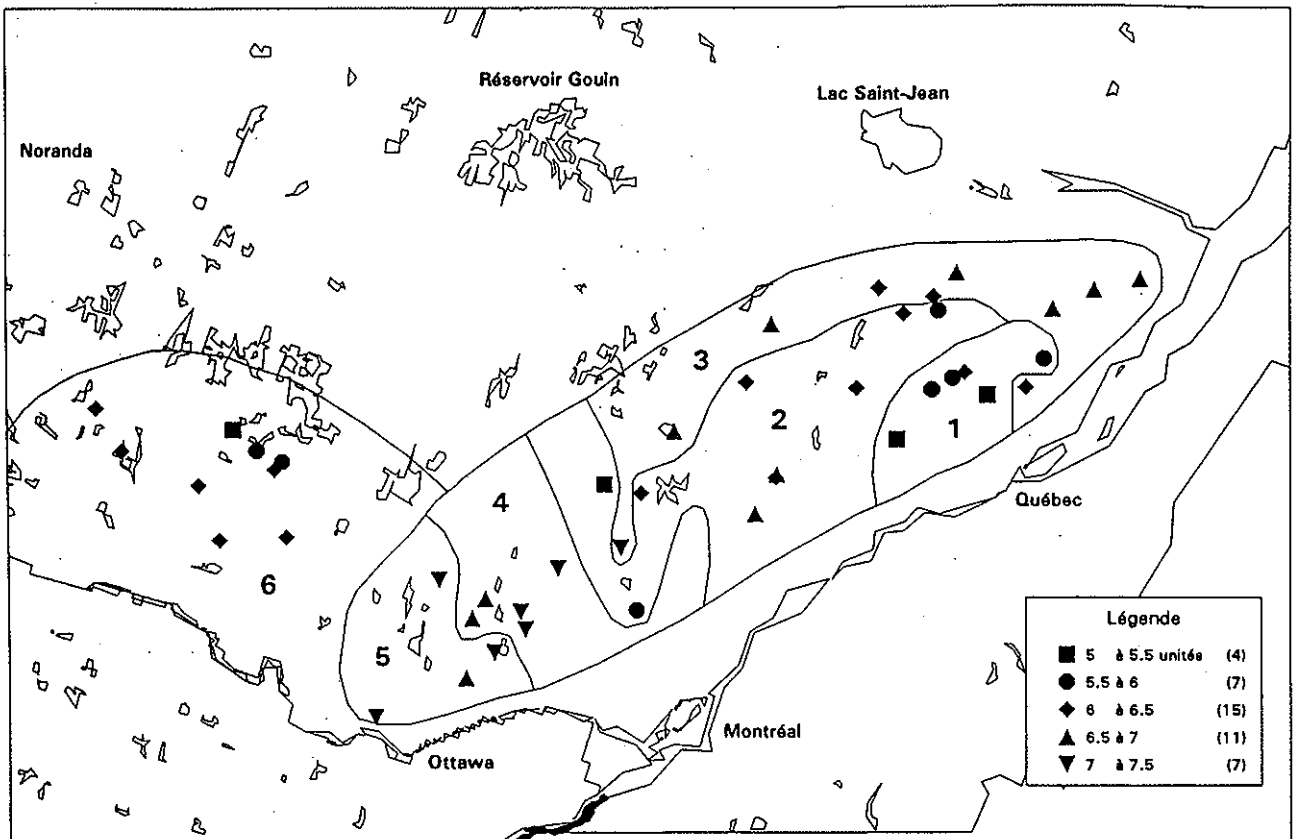 Réservoir Gouin
Lac Saint-Jean
Noranda
3
2
1
4
Québec
6
5
Montréal
Ottawa
Légende
5 à 5.5 unités (4)
5.5 à 6 (7)
6 à 6.5 (15)
6.5 à 7 (11)
7 à 7.5 (7)